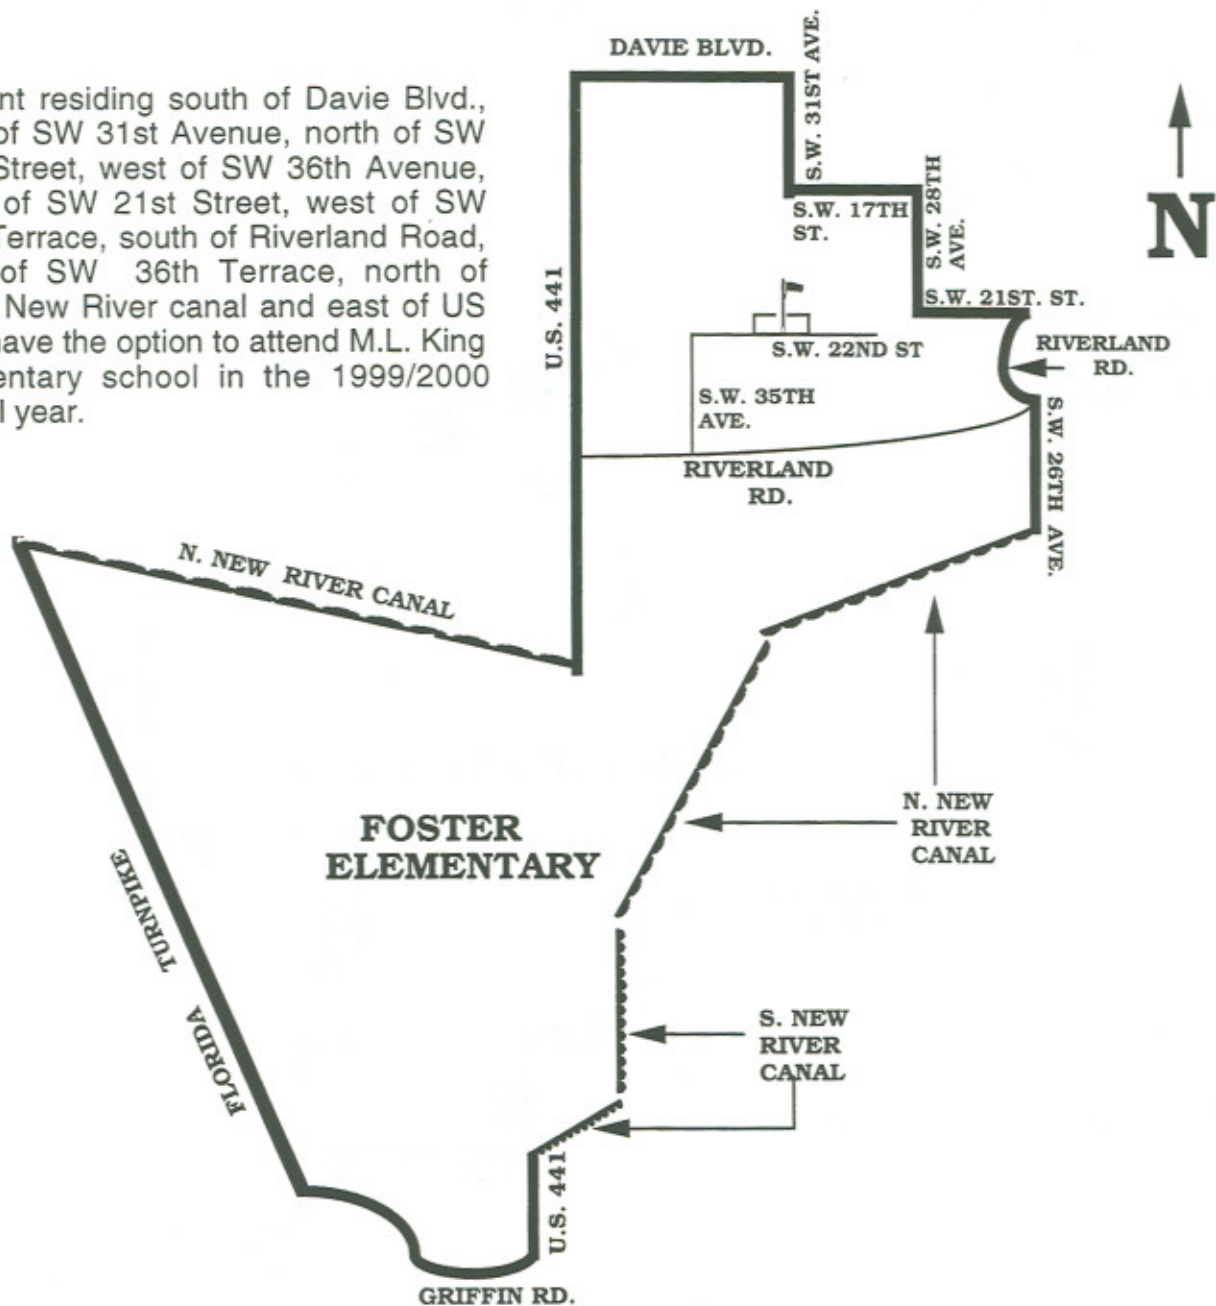 DAVIE BLVD.
S.W. 31ST AVE.
nt residing south of Davie Blvd.,
of SW 31st Avenue, north of SW
Street, west of SW 36th Avenue,
of SW 21st Street, west of SW
Terrace, south of Riverland Road,
of SW 36th Terrace, north of
New River canal and east of US
have the option to attend M.L. King
entary school in the 1999/2000
l year.
N
S.W. 17TH
ST.
S.W. 28TH
AVE.
U.S. 441
S.W. 21ST. ST.
RIVERLAND
RD.
S.W. 22ND ST
S.W. 35TH
AVE.
RIVERLAND
RD.
S.W. 26TH AVE.
N. NEW RIVER CANAL
N. NEW
RIVER
CANAL
FOSTER
ELEMENTARY
FLORIDA TURNPIKE
S. NEW
RIVER
CANAL
U.S. 441
GRIFFIN RD.